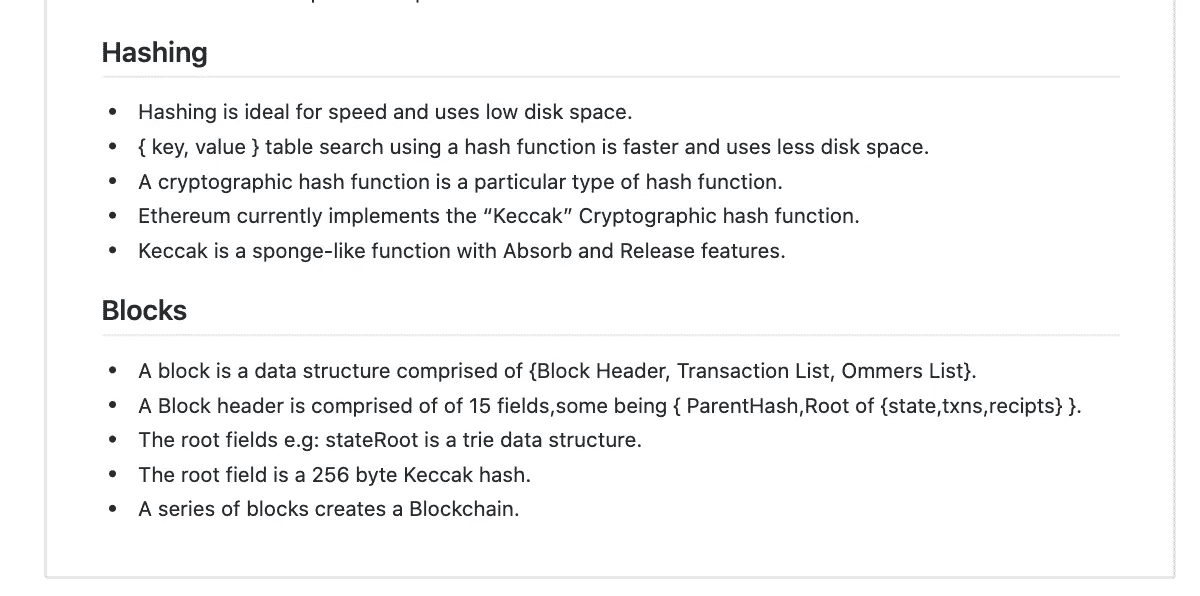 Hashing
• Hashing is ideal for speed and uses low disk space.
• { key, value } table search using a hash function is faster and uses less disk space.
• A cryptographic hash function is a particular type of hash function.
• Ethereum currently implements the “Keccak” Cryptographic hash function.
• Keccak is a sponge-like function with Absorb and Release features.
Blocks
• A block is a data structure comprised of {Block Header, Transaction List, Ommers List}.
• A Block header is comprised of of 15 fields,some being { ParentHash,Root of {state,txns,recipts} }.
• The root fields e.g: stateRoot is a trie data structure.
• The root field is a 256 byte Keccak hash.
• A series of blocks creates a Blockchain.